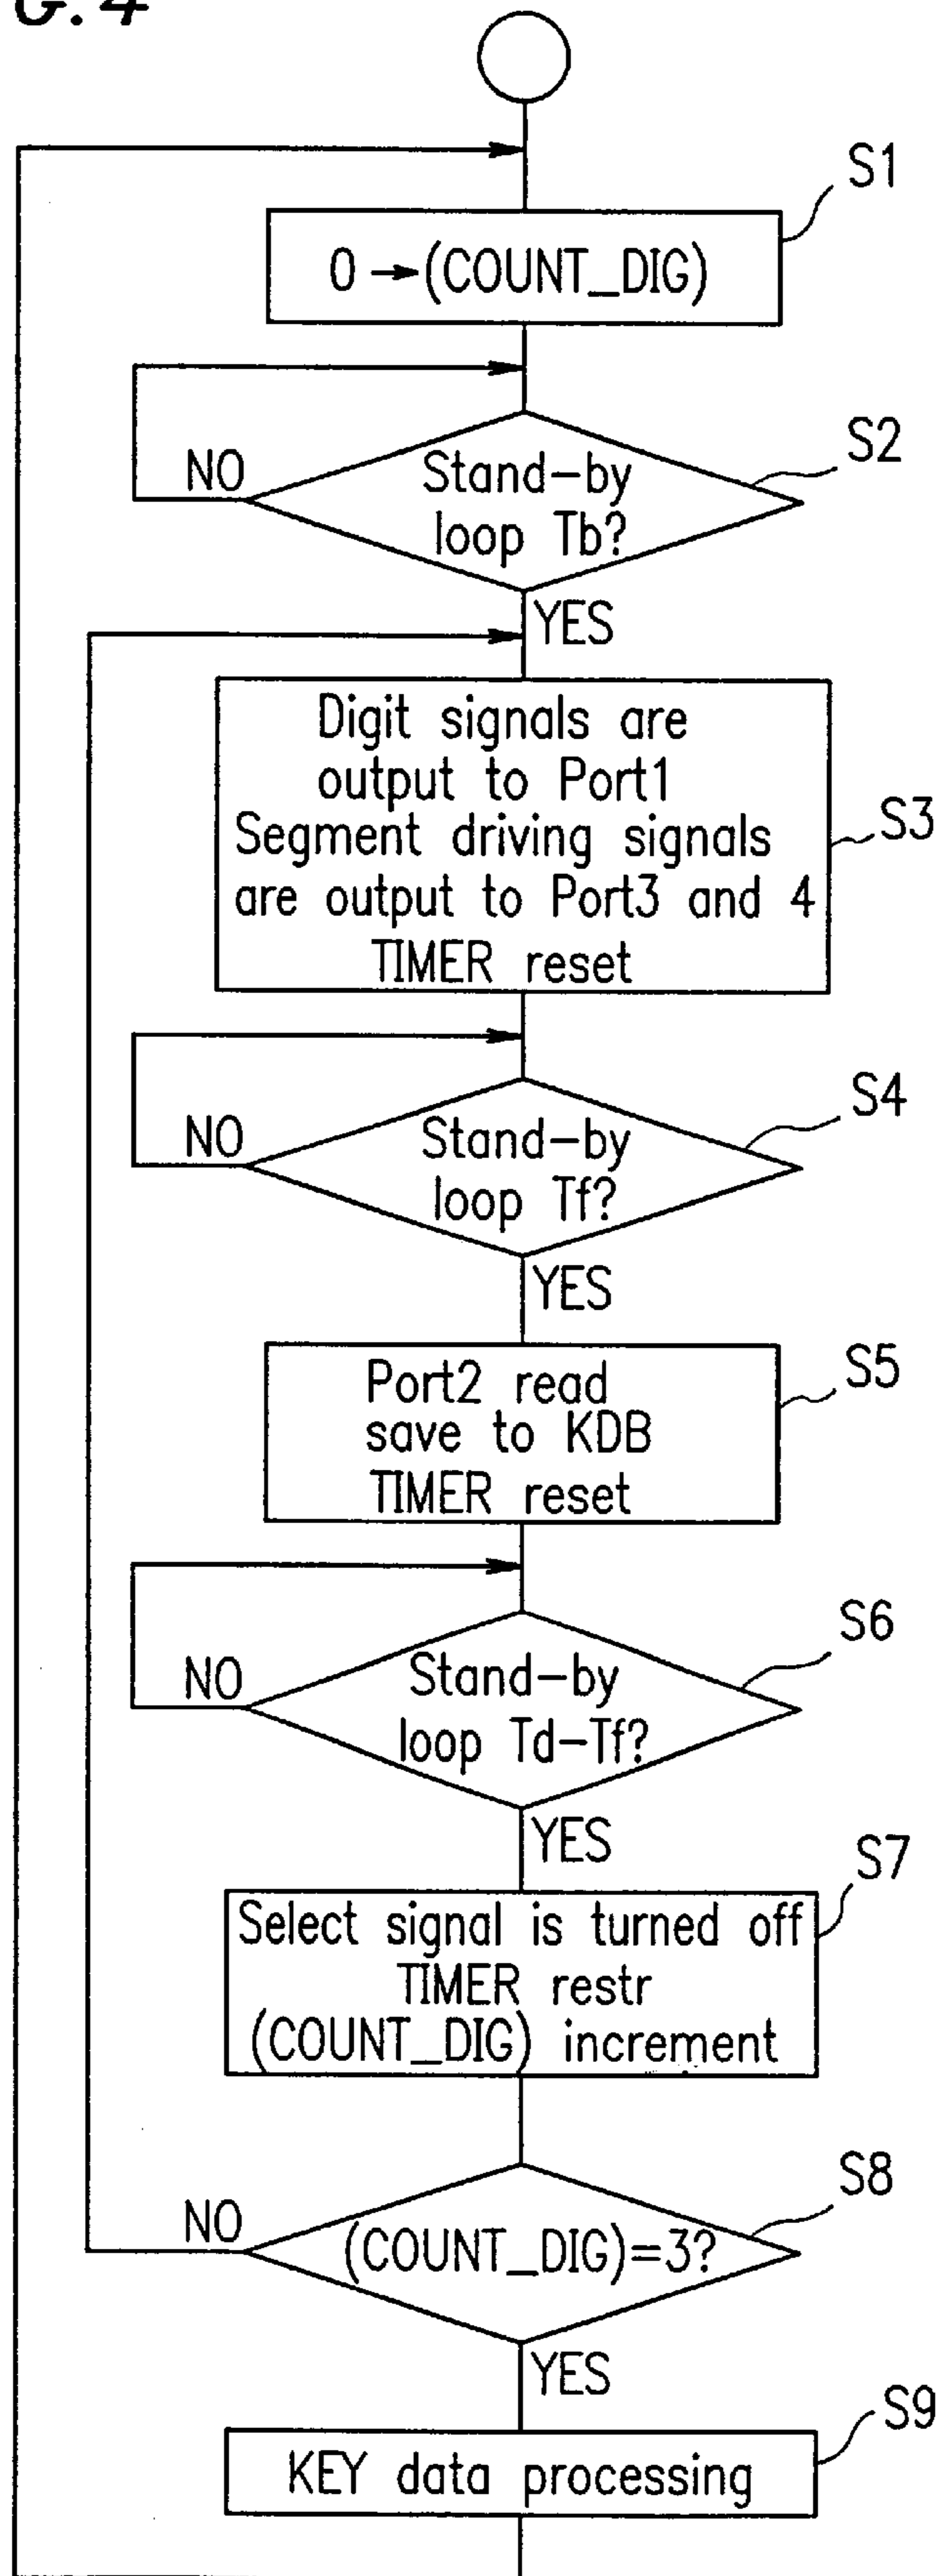 G.4
S1
0 → (COUNT_DIG)
S2
NO
Stand-by
loop Tb?
YES
Digit signals are
output to Port1
Segment driving signals
are output to Port3 and 4
TIMER reset
S3
S4
NO
Stand-by
loop Tf?
YES
S5
Port2 read
save to KDB
TIMER reset
S6
NO
Stand-by
loop Td-Tf?
YES
S7
Select signal is turned off
TIMER restr
(COUNT_DIG) increment
S8
NO
(COUNT_DIG)=3?
YES
S9
KEY data processing